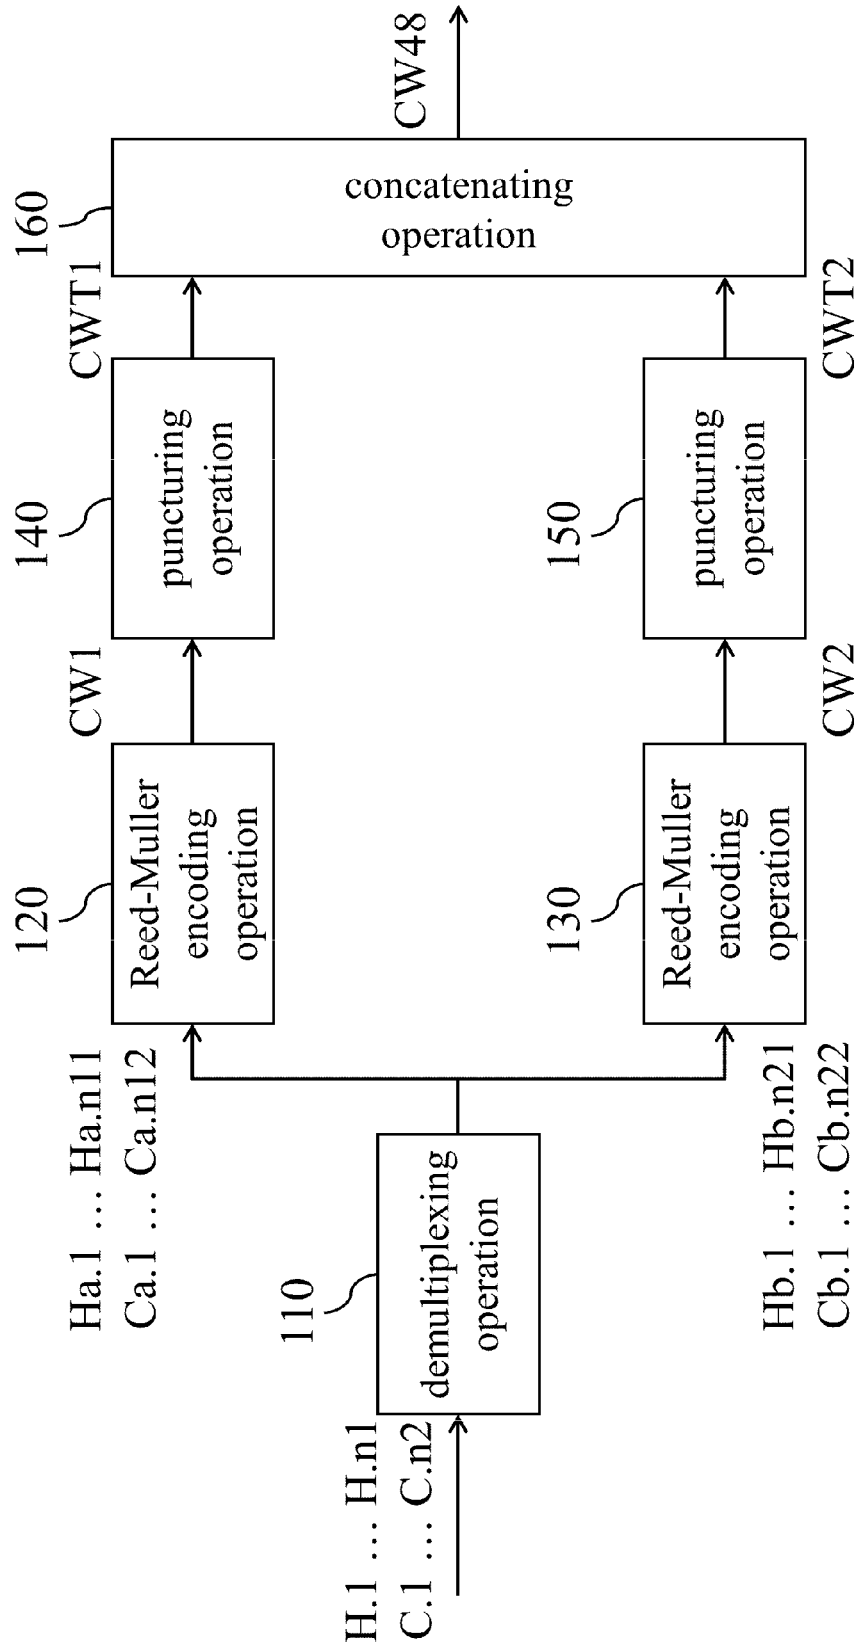 H.1 ... H.n1
C.1 ... C.n2
110
demultiplexing
operation
Ha.1 ... Ha.n11
Ca.1 ... Ca.n12
Hb.1 ... Hb.n21
Cb.1 ... Cb.n22
120
Reed-Muller
encoding
operation
130
Reed-Muller
encoding
operation
CW1
CW2
140
puncturing
operation
150
puncturing
operation
CWT1
CWT2
160
concatenating
operation
CW48